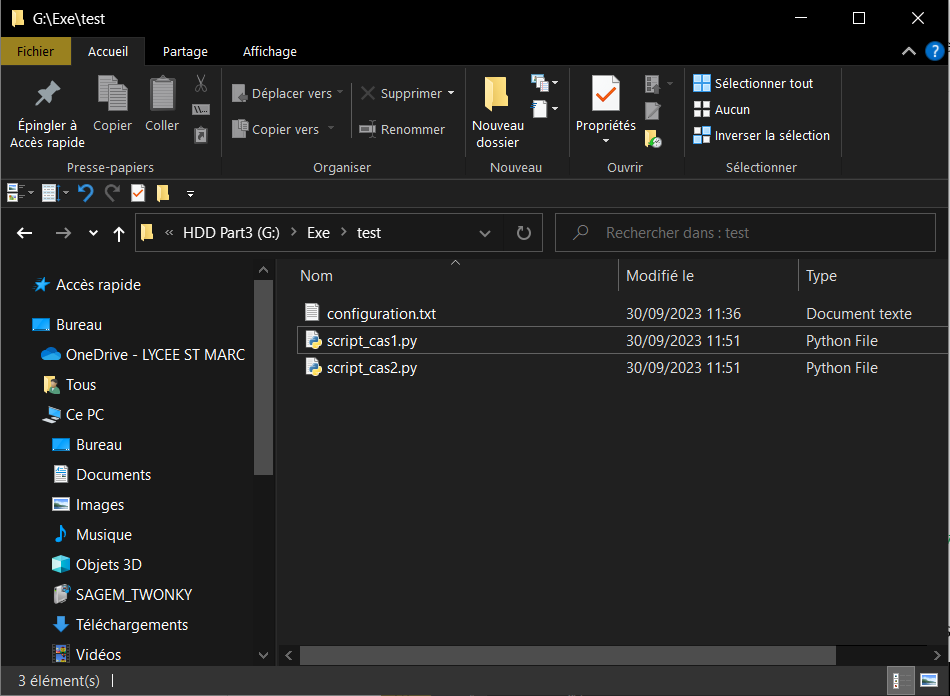 G:\Exe\test
Fichier Accueil Partage Affichage
?
Épingler à Accès rapide
Copier
Coller
Presse-papiers
Déplacer vers
Copier vers
Supprimer
Renommer
Organiser
Nouveau dossier
Nouveau
Propriétés
Ouvrir
Sélectionner tout
Aucun
Inverser la sélection
Sélectionner
« HDD Part3 (G:) > Exe > test
Rechercher dans : test
Accès rapide
Bureau
OneDrive - LYCEE ST MARC
Tous
Ce PC
Bureau
Documents
Images
Musique
Objets 3D
SAGEM_TWONKY
Téléchargements
Vidéos
Nom Modifié le Type
configuration.txt 30/09/2023 11:36 Document texte
script_cas1.py 30/09/2023 11:51 Python File
script_cas2.py 30/09/2023 11:51 Python File
3 élément(s)